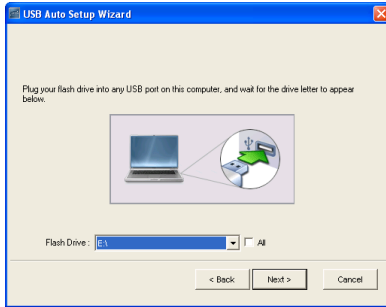 USB Auto Setup Wizard
Plug your flash drive into any USB port on this computer, and wait for the drive letter to appear
below.
Flash Drive : E:\ All
< Back Next > Cancel